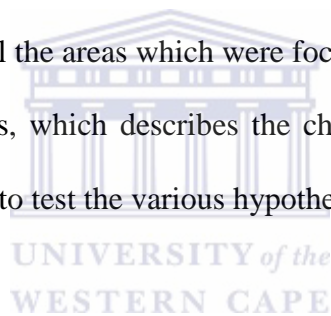 l the areas which were foc
s, which describes the ch
to test the various hypothe
UNIVERSITY of the
WESTERN CAPE